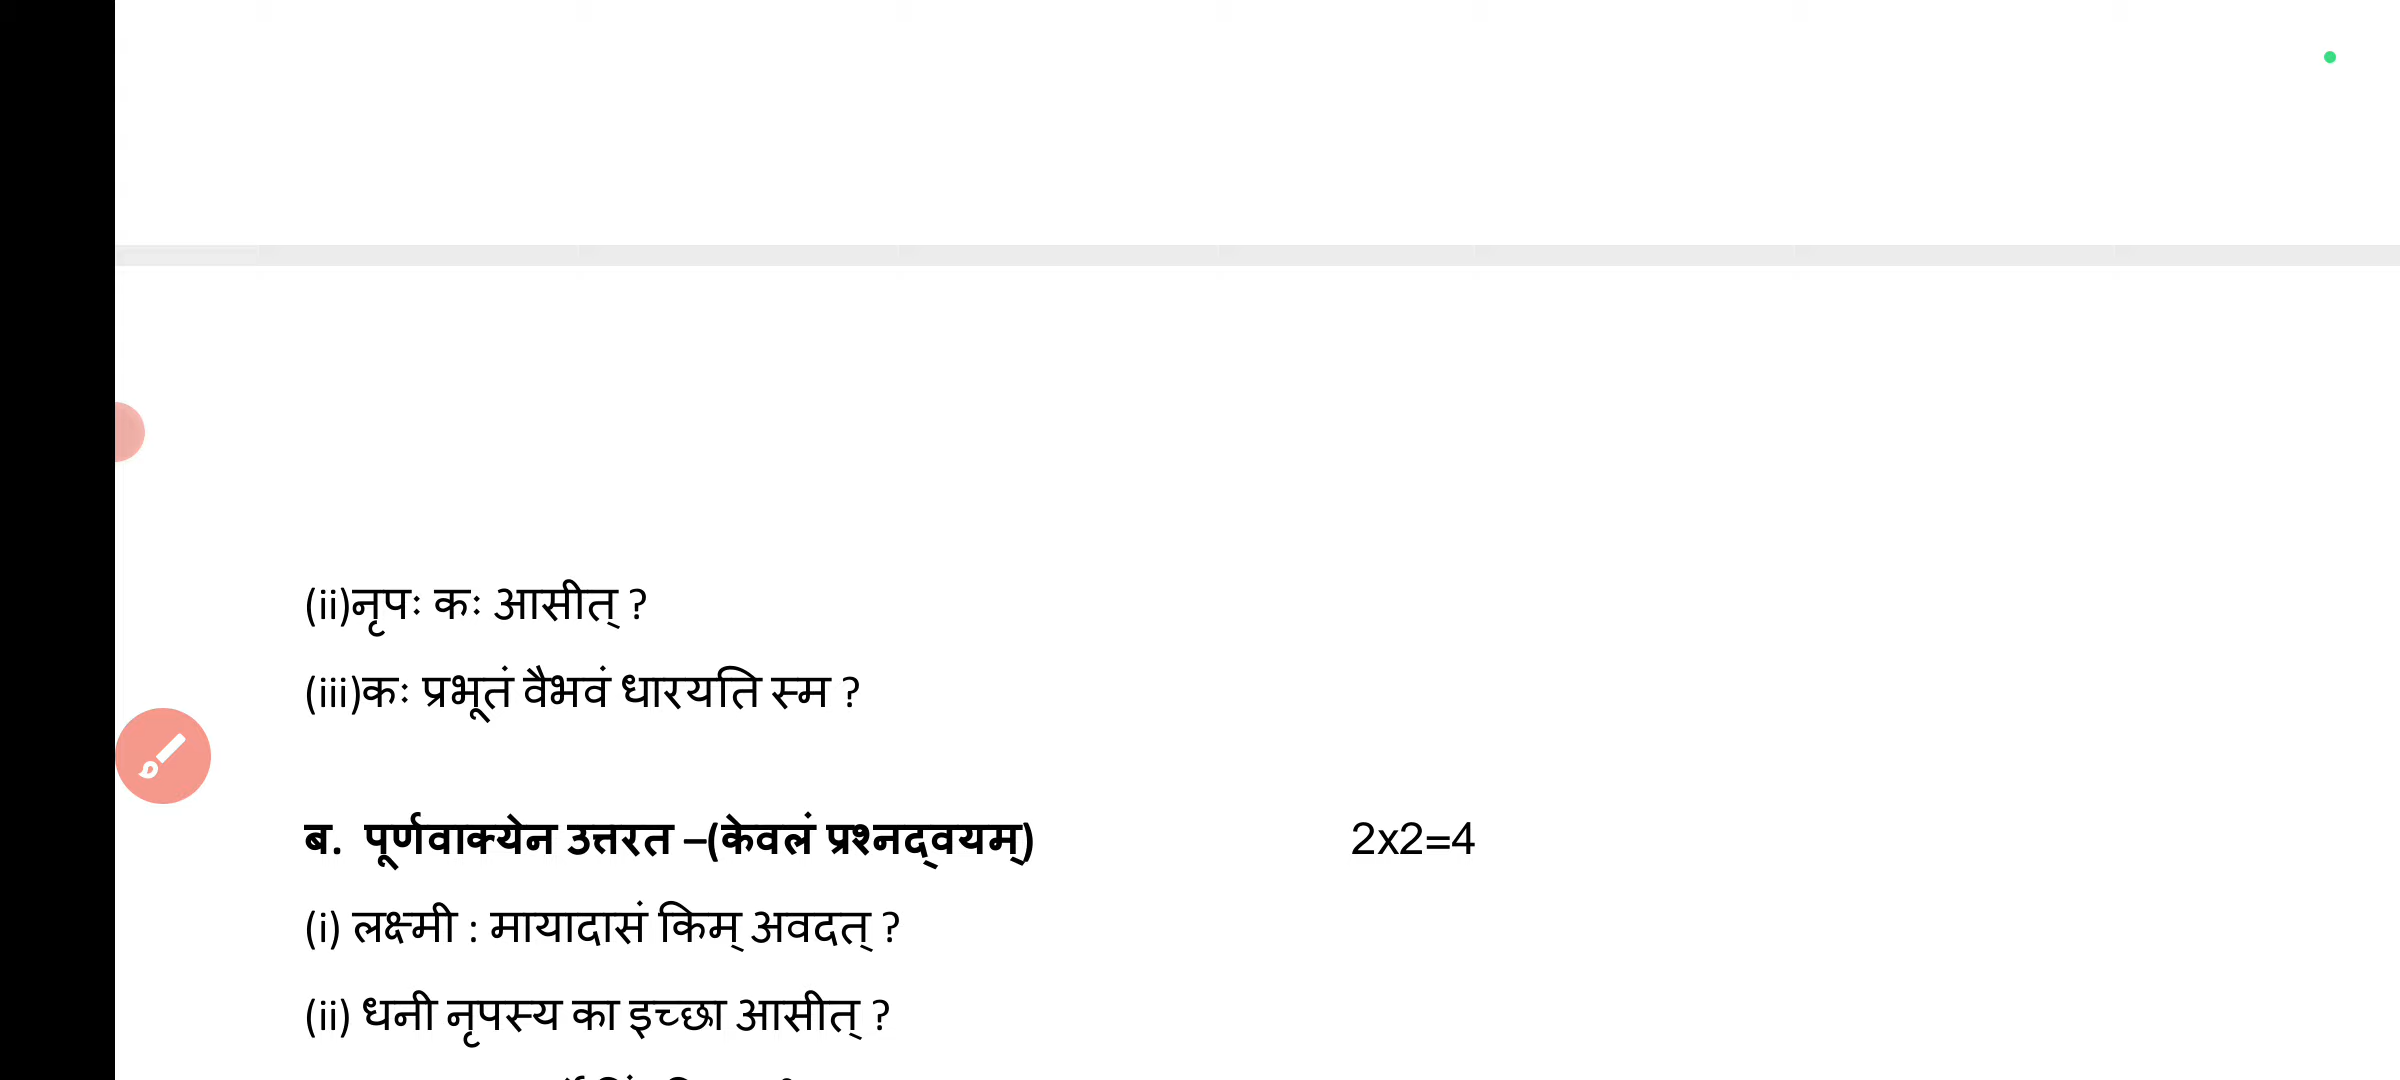 (ii)नृपः कः आसीत् ?
(iii)कः प्रभूतं वैभवं धारयति स्म ?
ब. पूर्णवाक्येन उत्तरत –(केवलं प्रश्नद्वयम्) 2x2=4
(i) लक्ष्मी : मायादासं किम् अवदत् ?
(ii) धनी नृपस्य का इच्छा आसीत् ?